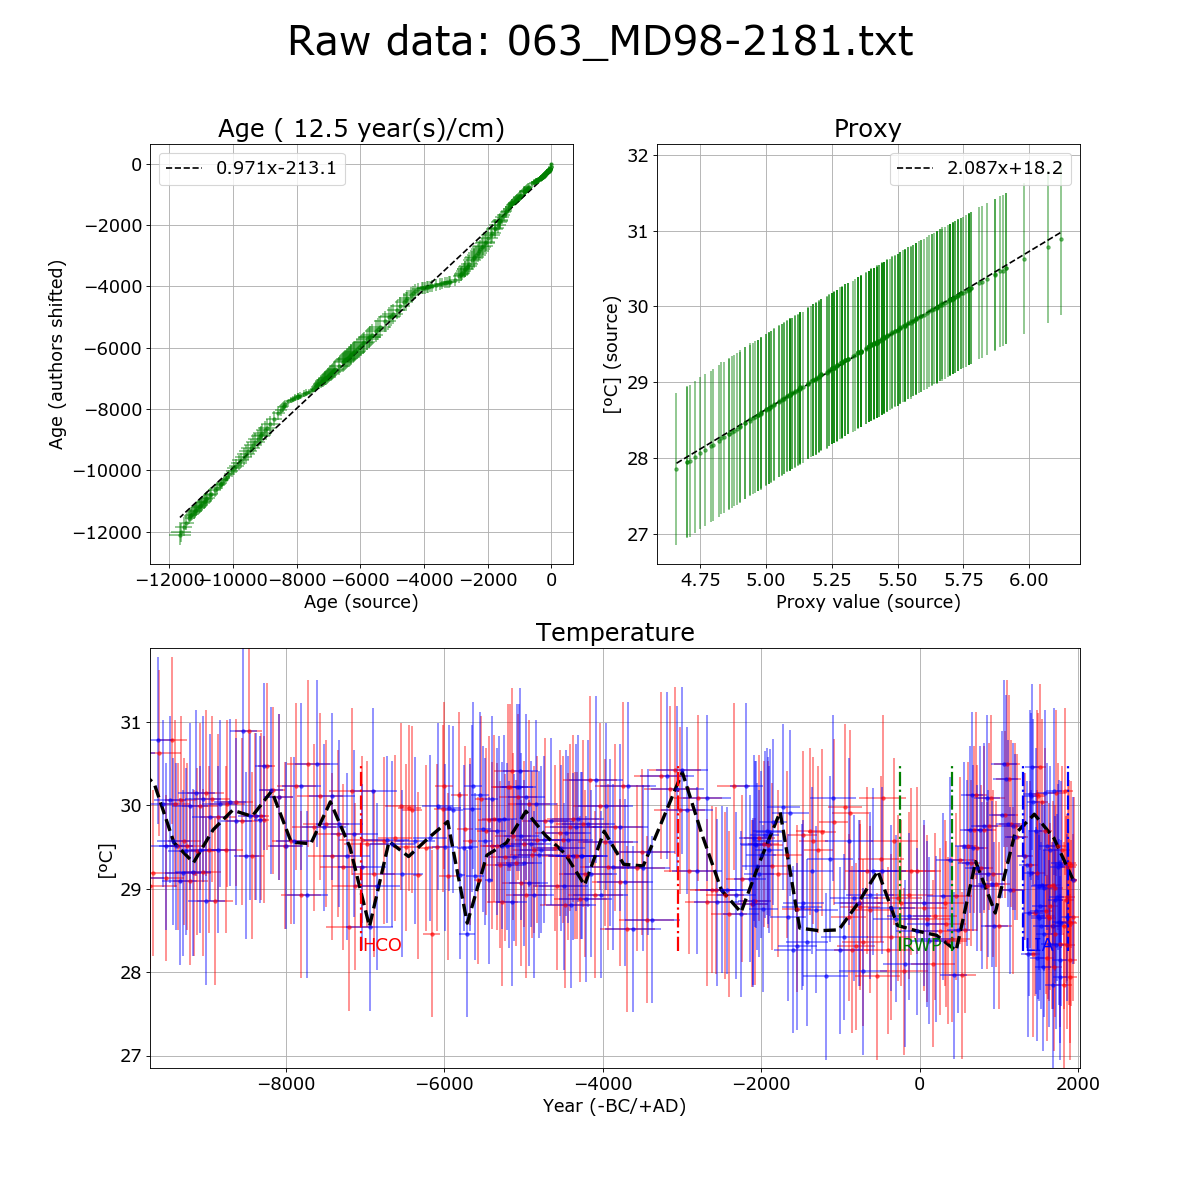 Raw data: 063_MD98-2181.txt
Age ( 12.5 year(s)/cm)
0.971x-213.1
Age (authors shifted)
0
−2000
−4000
−6000
−8000
−10000
−12000
−12000 −10000 −8000 −6000 −4000 −2000 0
Age (source)
Proxy
2.087x+18.2
[ºC] (source)
32
31
30
29
28
27
4.75 5.00 5.25 5.50 5.75 6.00
Proxy value (source)
Temperature
[ºC]
31
30
29
28
27
HCO
RWP
LIA
−8000 −6000 −4000 −2000 0 2000
Year (-BC/+AD)